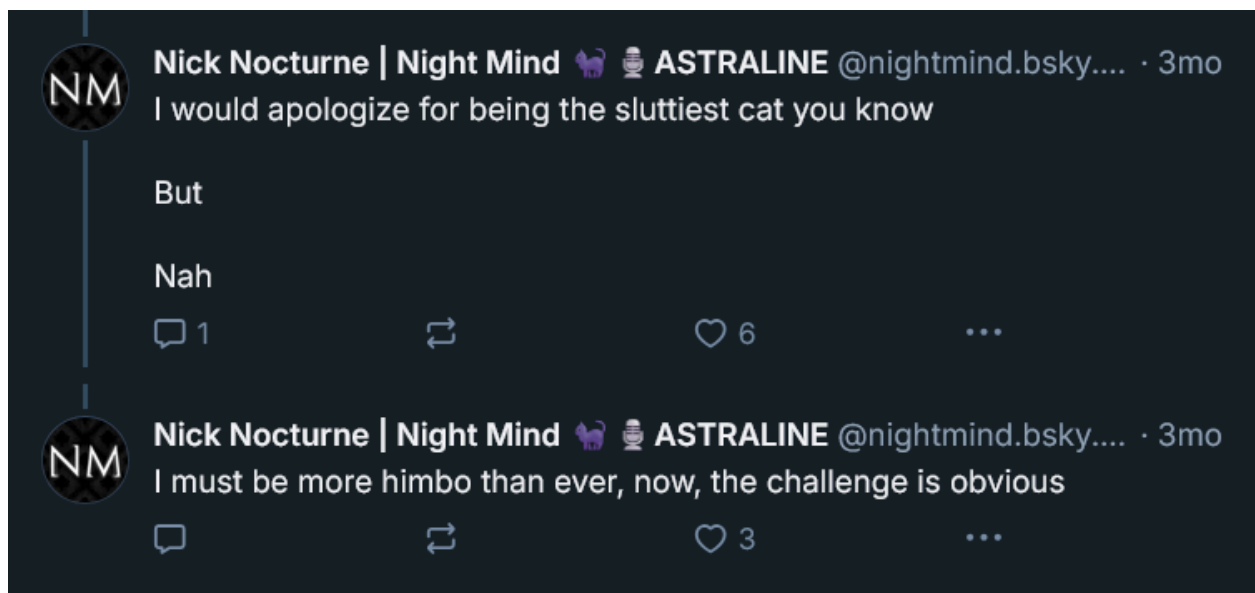 Nick Nocturne | Night Mind 🐈‍⬛ 🎙️ ASTRALINE @nightmind.bsky.... · 3mo
NM
I would apologize for being the sluttiest cat you know
But
Nah
1
6
Nick Nocturne | Night Mind 🐈‍⬛ 🎙️ ASTRALINE @nightmind.bsky.... · 3mo
NM
I must be more himbo than ever, now, the challenge is obvious
3